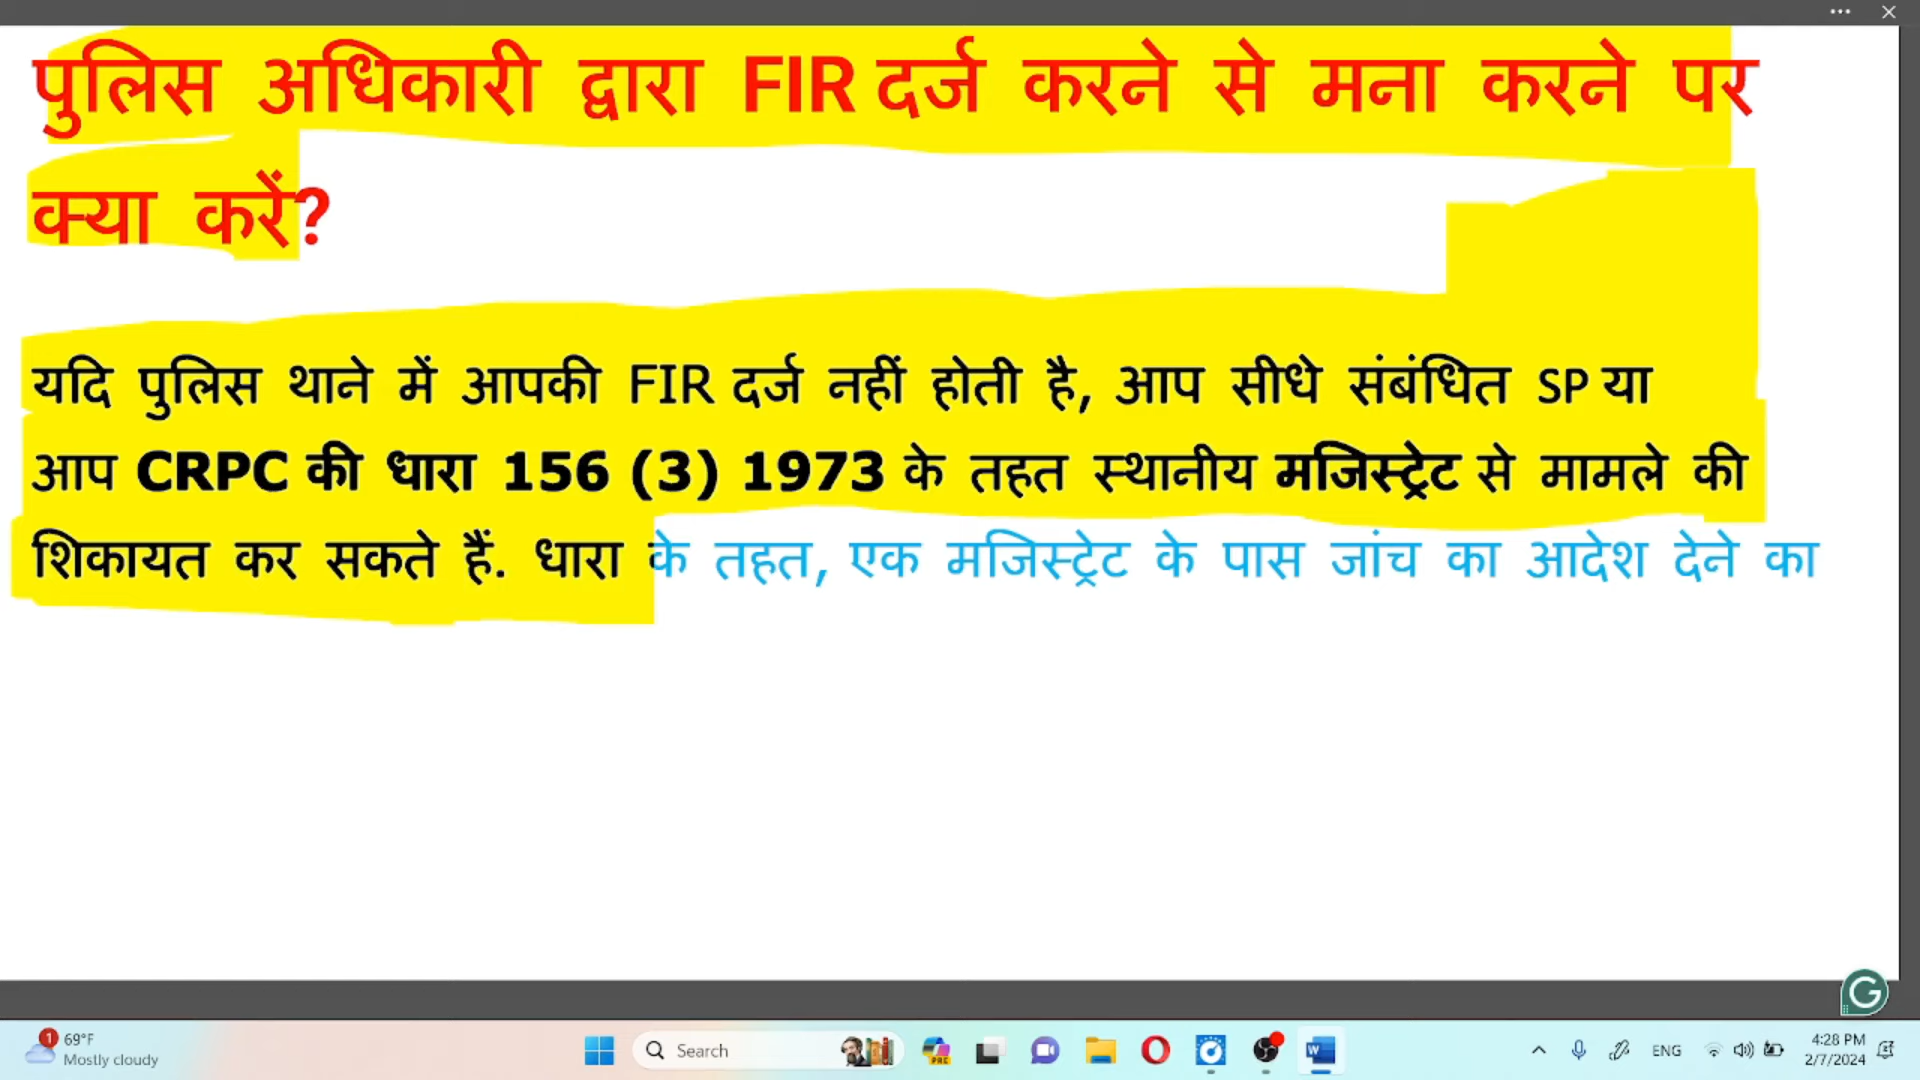 पुलिस अधिकारी द्वारा FIR दर्ज करने से मना करने पर
क्या करें?
यदि पुलिस थाने में आपकी FIR दर्ज नहीं होती है, आप सीधे संबंधित SP या
आप CRPC की धारा 156 (3) 1973 के तहत स्थानीय मजिस्ट्रेट से मामले की
शिकायत कर सकते हैं. धारा के तहत, एक मजिस्ट्रेट के पास जांच का आदेश देने का
1
69°F
Mostly cloudy
Search
PRE
ENG
4:28 PM
2/7/2024